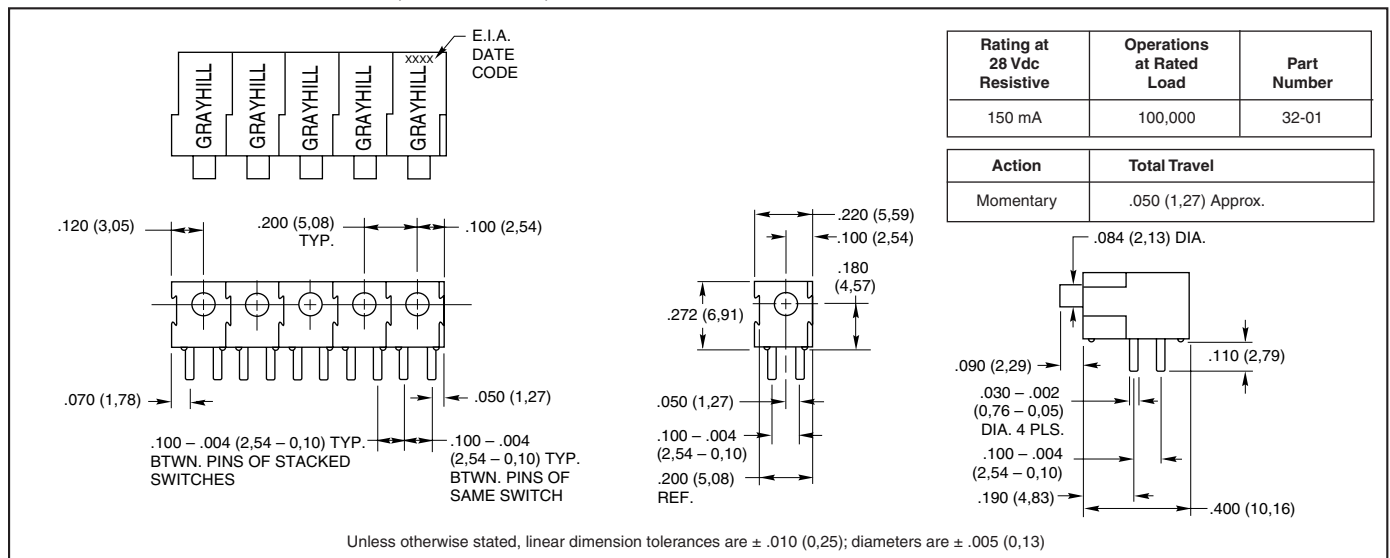 E.I.A.
DATE
CODE
XXXX
GRAYHILL
GRAYHILL
GRAYHILL
GRAYHILL
GRAYHILL
Rating at
28 Vdc
Resistive
Operations
at Rated
Load
Part
Number
150 mA
100,000
32-01
Action
Total Travel
Momentary
.050 (1,27) Approx.
.120 (3,05)
.200 (5,08)
TYP.
.100 (2,54)
.070 (1,78)
.050 (1,27)
.100 – .004 (2,54 – 0,10) TYP.
BTWN. PINS OF STACKED
SWITCHES
.100 – .004
(2,54 – 0,10) TYP.
BTWN. PINS OF
SAME SWITCH
.220 (5,59)
.100 (2,54)
.180
(4,57)
.272 (6,91)
.050 (1,27)
.100 – .004
(2,54 – 0,10)
.200 (5,08)
REF.
.084 (2,13) DIA.
.090 (2,29)
.110 (2,79)
.030 – .002
(0,76 – 0,05)
DIA. 4 PLS.
.100 – .004
(2,54 – 0,10)
.190 (4,83)
.400 (10,16)
Unless otherwise stated, linear dimension tolerances are ± .010 (0,25); diameters are ± .005 (0,13)